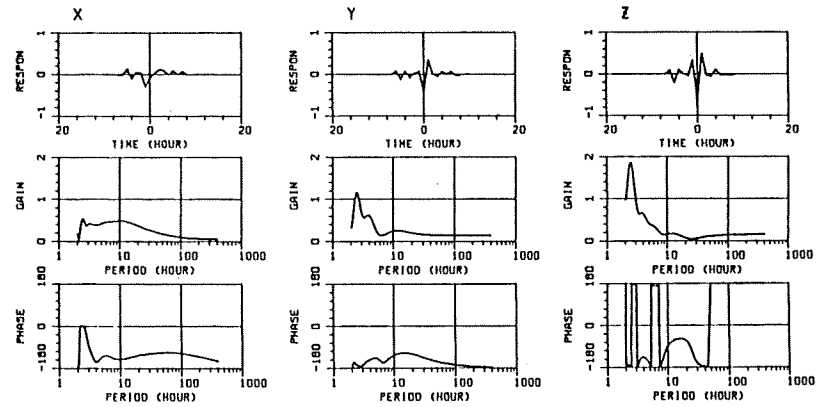 X Y Z
RESPON 1 0 -1 RESPON 1 0 -1 RESPON 1 0 -1
20 0 20 20 0 20 20 0 20
TIME (HOUR) TIME (HOUR) TIME (HOUR)
GAIN 2 1 0 GAIN 2 1 0 GAIN 2 1 0
1 10 100 1000 1 10 100 1000 1 10 100 1000
PERIOD (HOUR) PERIOD (HOUR) PERIOD (HOUR)
PHASE 180 0 -180 PHASE 180 0 -180 PHASE 180 0 -180
1 10 100 1000 1 10 100 1000 1 10 100 1000
PERIOD (HOUR) PERIOD (HOUR) PERIOD (HOUR)